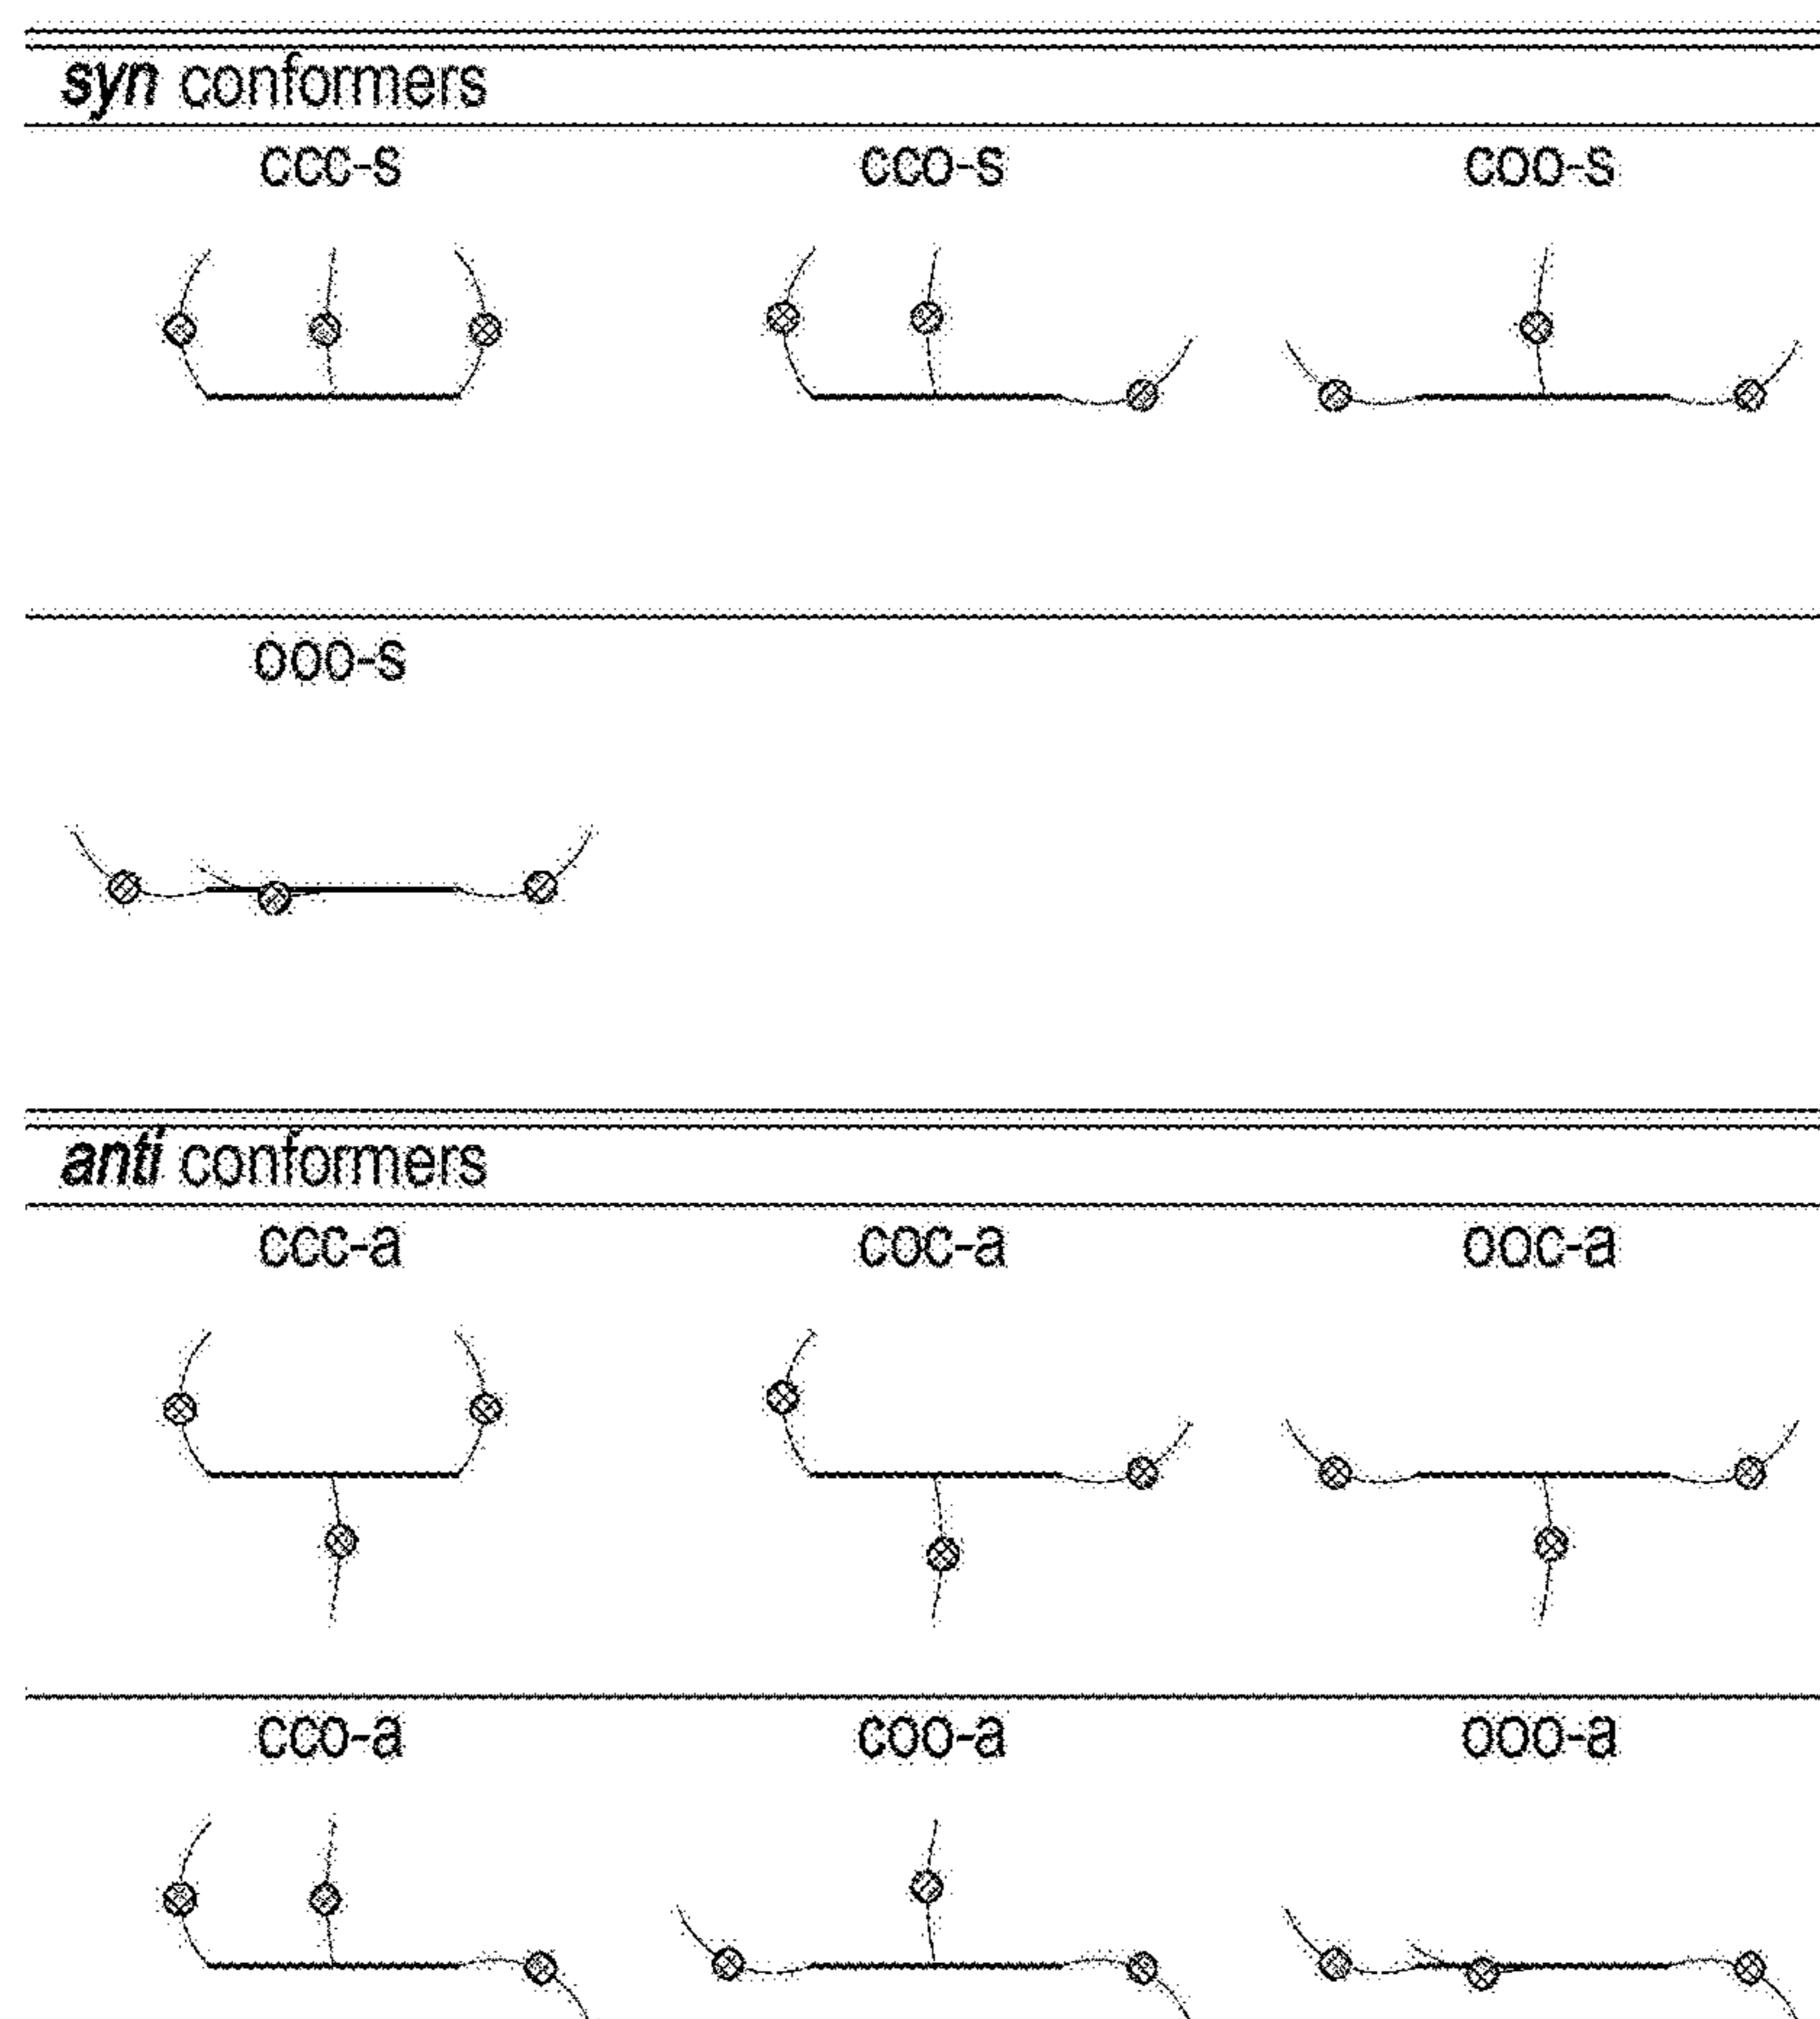 syn conformers
ccc-s cco-s coo-s
ooo-s
anti conformers
ccc-a coc-a ooc-a
cco-a coo-a ooo-a